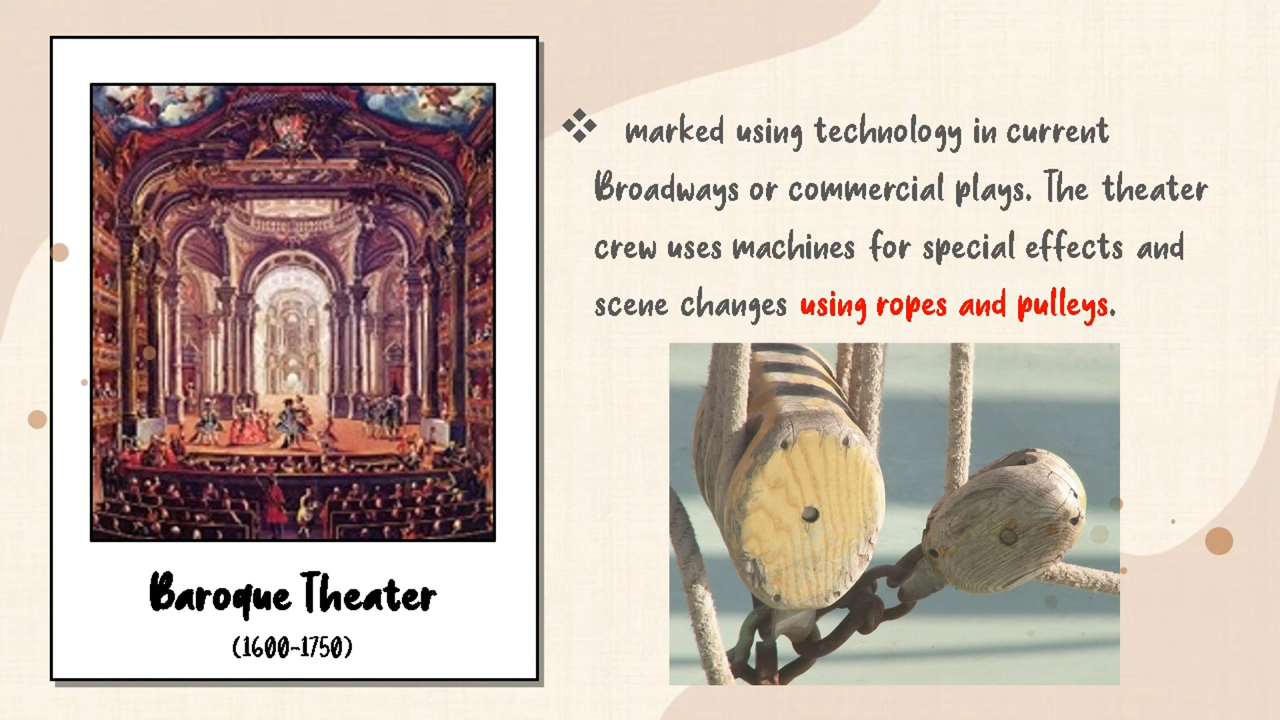 Baroque Theater
(1600-1750)
❖ marked using technology in current
Broadways or commercial plays. The theater
crew uses machines for special effects and
scene changes using ropes and pulleys.